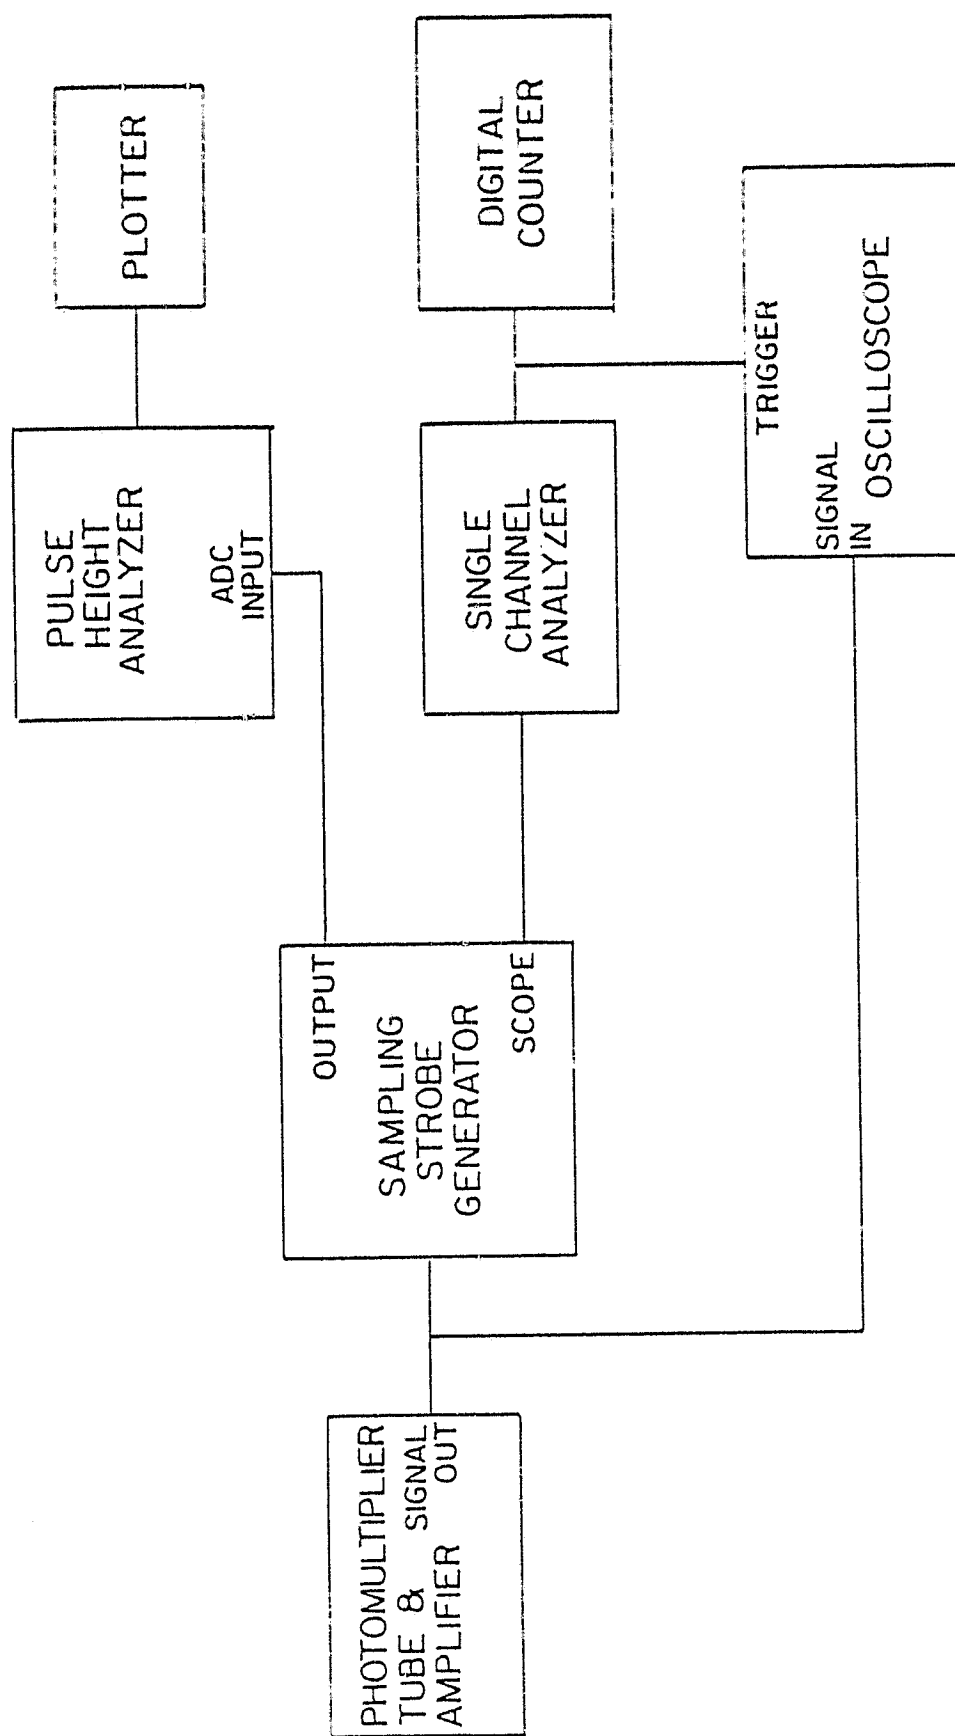 PHOTOMULTIPLIER
TUBE & SIGNAL
AMPLIFIER OUT
OUTPUT
SAMPLING
STROBE
GENERATOR
SCOPE
PULSE
HEIGHT
ANALYZER
ADC
INPUT
PLOTTER
SINGLE
CHANNEL
ANALYZER
DIGITAL
COUNTER
TRIGGER
SIGNAL
IN
OSCILLOSCOPE